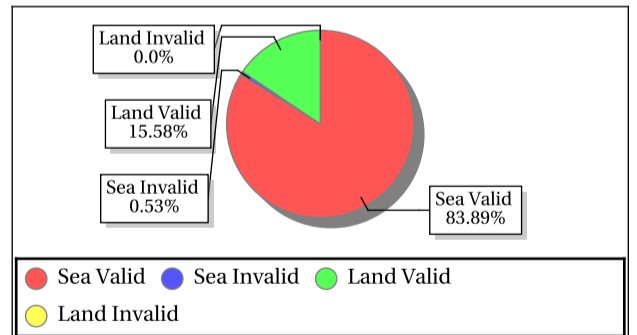 Land Invalid
0.0%
Land Valid
15.58%
Sea Invalid
0.53%
Sea Valid
83.89%
Sea Valid Sea Invalid Land Valid
Land Invalid